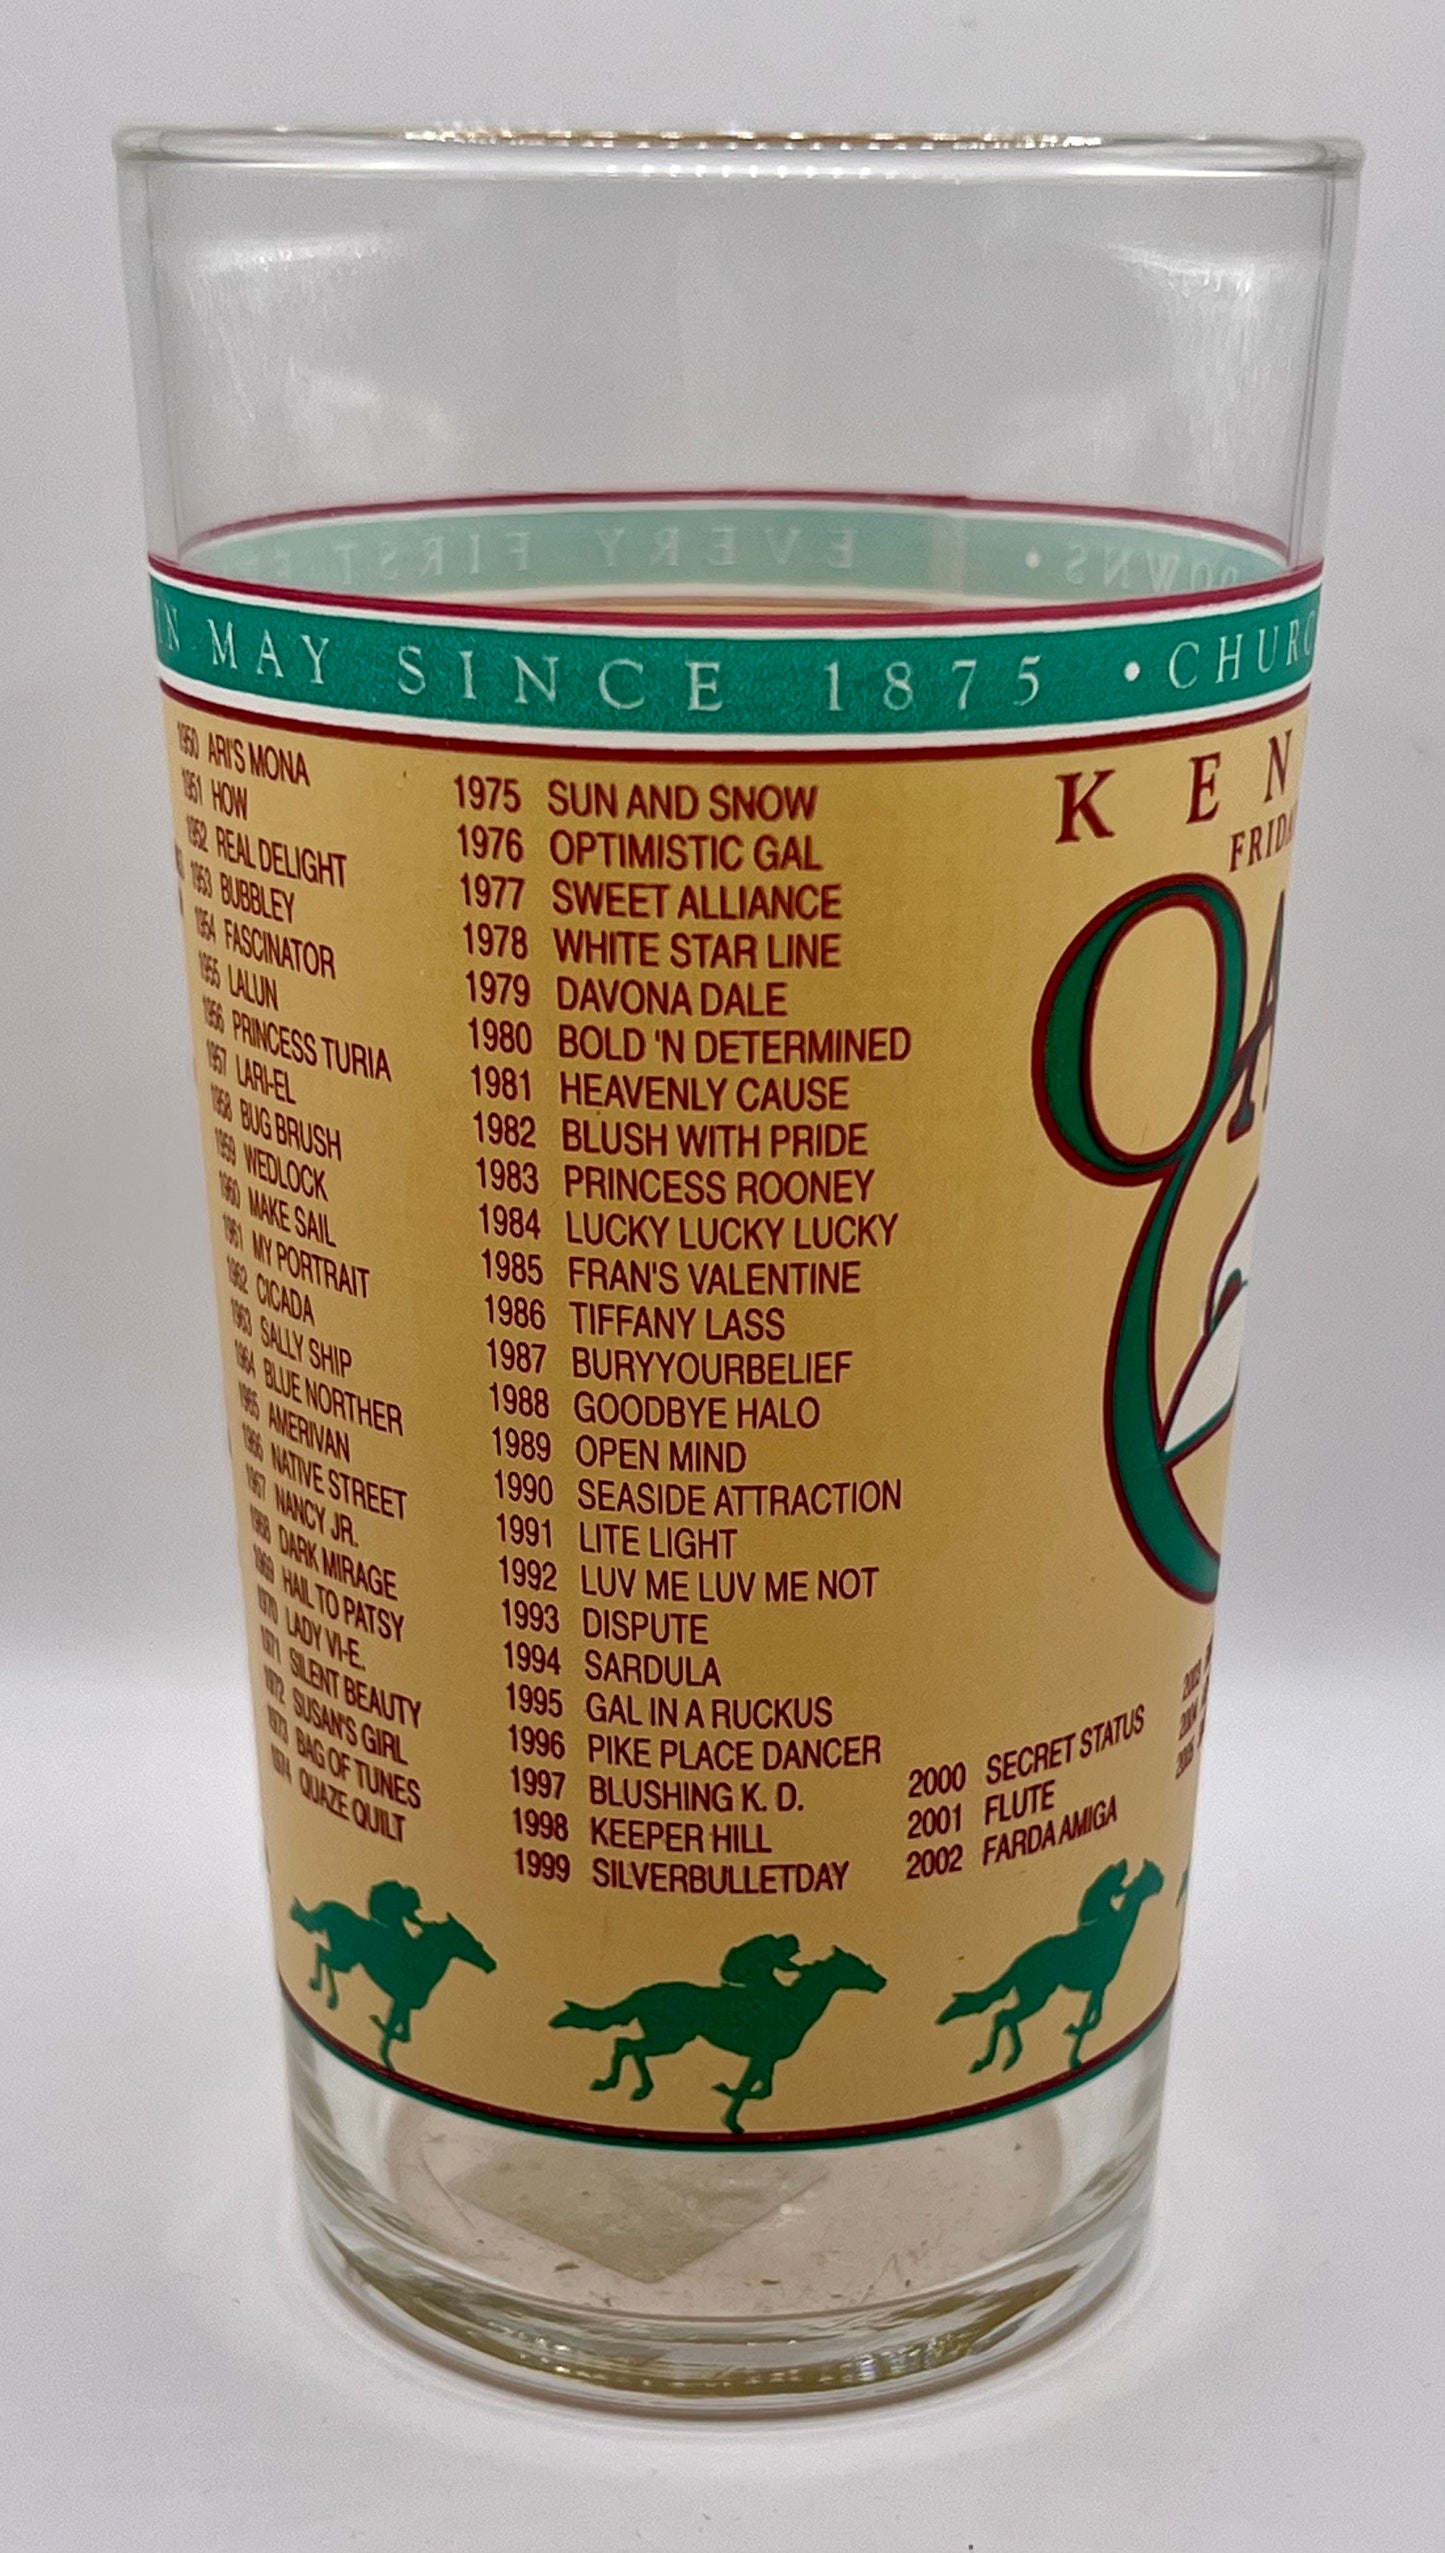 EVERY FIRST
DOWNS •
IN MAY SINCE 1875 • CHURC
1950 ARI'S MONA
1951 HOW
1952 REAL DELIGHT
1953 BUBBLEY
1954 FASCINATOR
1955 LALUN
1956 PRINCESS TURIA
1957 LARI-EL
1958 BUG BRUSH
1959 WEDLOCK
1960 MAKE SAIL
1961 MY PORTRAIT
1962 CICADA
1963 SALLY SHIP
1964 BLUE NORTHER
1965 AMERIVAN
1966 NATIVE STREET
1967 NANCY JR.
1968 DARK MIRAGE
1969 HAIL TO PATSY
1970 LADY VI-E.
1971 SILENT BEAUTY
1972 SUSAN'S GIRL
1973 BAG OF TUNES
1974 QUAZE QUILT
1975 SUN AND SNOW
1976 OPTIMISTIC GAL
1977 SWEET ALLIANCE
1978 WHITE STAR LINE
1979 DAVONA DALE
1980 BOLD 'N DETERMINED
1981 HEAVENLY CAUSE
1982 BLUSH WITH PRIDE
1983 PRINCESS ROONEY
1984 LUCKY LUCKY LUCKY
1985 FRAN'S VALENTINE
1986 TIFFANY LASS
1987 BURYYOURBELIEF
1988 GOODBYE HALO
1989 OPEN MIND
1990 SEASIDE ATTRACTION
1991 LITE LIGHT
1992 LUV ME LUV ME NOT
1993 DISPUTE
1994 SARDULA
1995 GAL IN A RUCKUS
1996 PIKE PLACE DANCER
1997 BLUSHING K. D.
1998 KEEPER HILL
1999 SILVERBULLETDAY
2000 SECRET STATUS
2001 FLUTE
2002 FARDA AMIGA
KEN
FRIDA
OA
2003
2004
2005